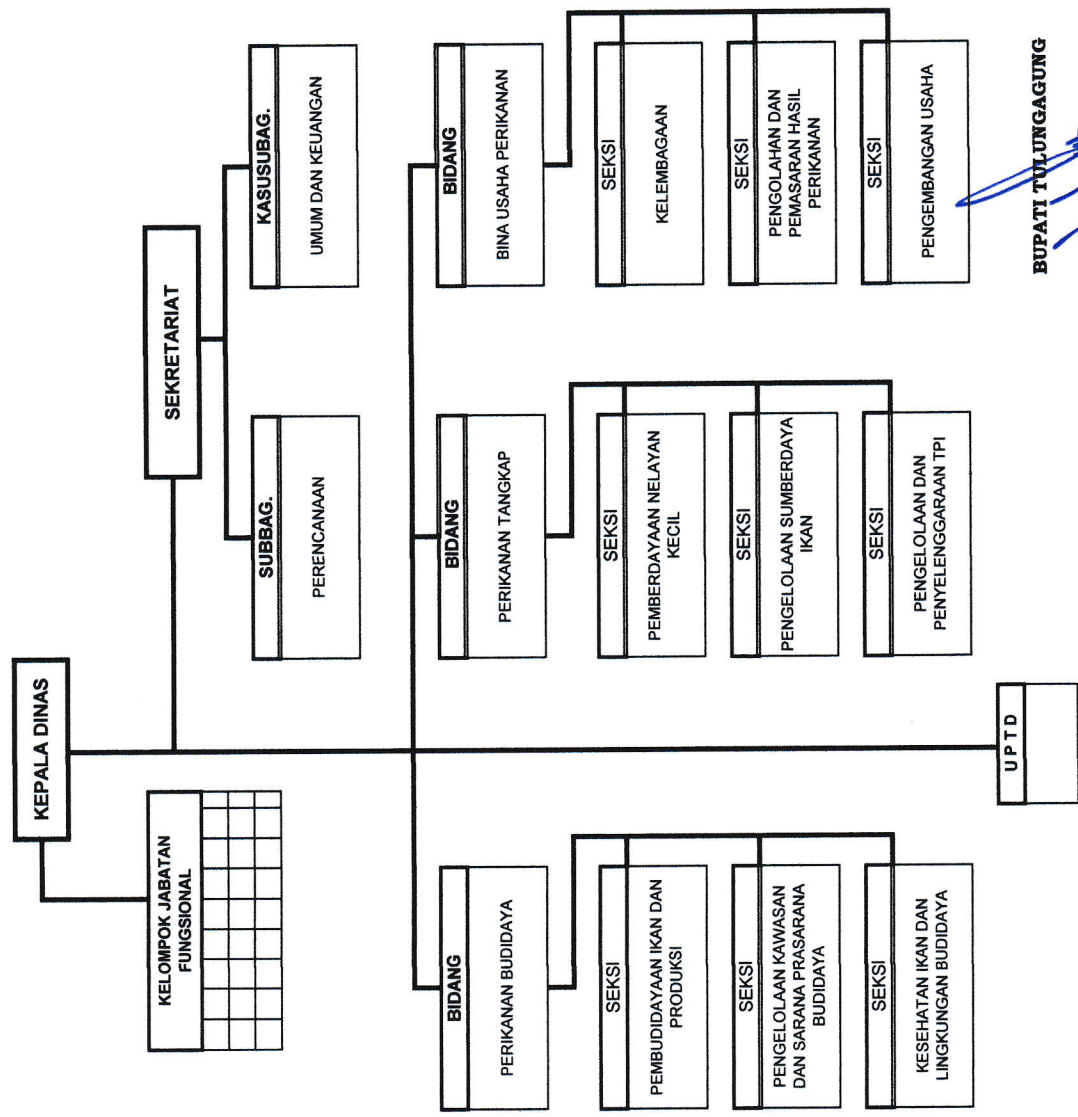 KEPALA DINAS
KELOMPOK JABATAN
FUNGSIONAL
SEKRETARIAT
SUBBAG.
PERENCANAAN
KASUSUBAG.
UMUM DAN KEUANGAN
BIDANG
PERIKANAN BUDIDAYA
SEKSI
PEMBUDIDAYAAN IKAN DAN
PRODUKSI
SEKSI
PENGELOLAAN KAWASAN
DAN SARANA PRASARANA
BUDIDAYA
SEKSI
KESEHATAN IKAN DAN
LINGKUNGAN BUDIDAYA
BIDANG
PERIKANAN TANGKAP
SEKSI
PEMBERDAYAAN NELAYAN
KECIL
SEKSI
PENGELOLAAN SUMBERDAYA
IKAN
SEKSI
PENGELOLAAN DAN
PENYELENGGARAAN TPI
BIDANG
BINA USAHA PERIKANAN
SEKSI
KELEMBAGAAN
SEKSI
PENGOLAHAN DAN
PEMASARAN HASIL
PERIKANAN
SEKSI
PENGEMBANGAN USAHA
UPTD
BUPATI TULUNGAGUNG